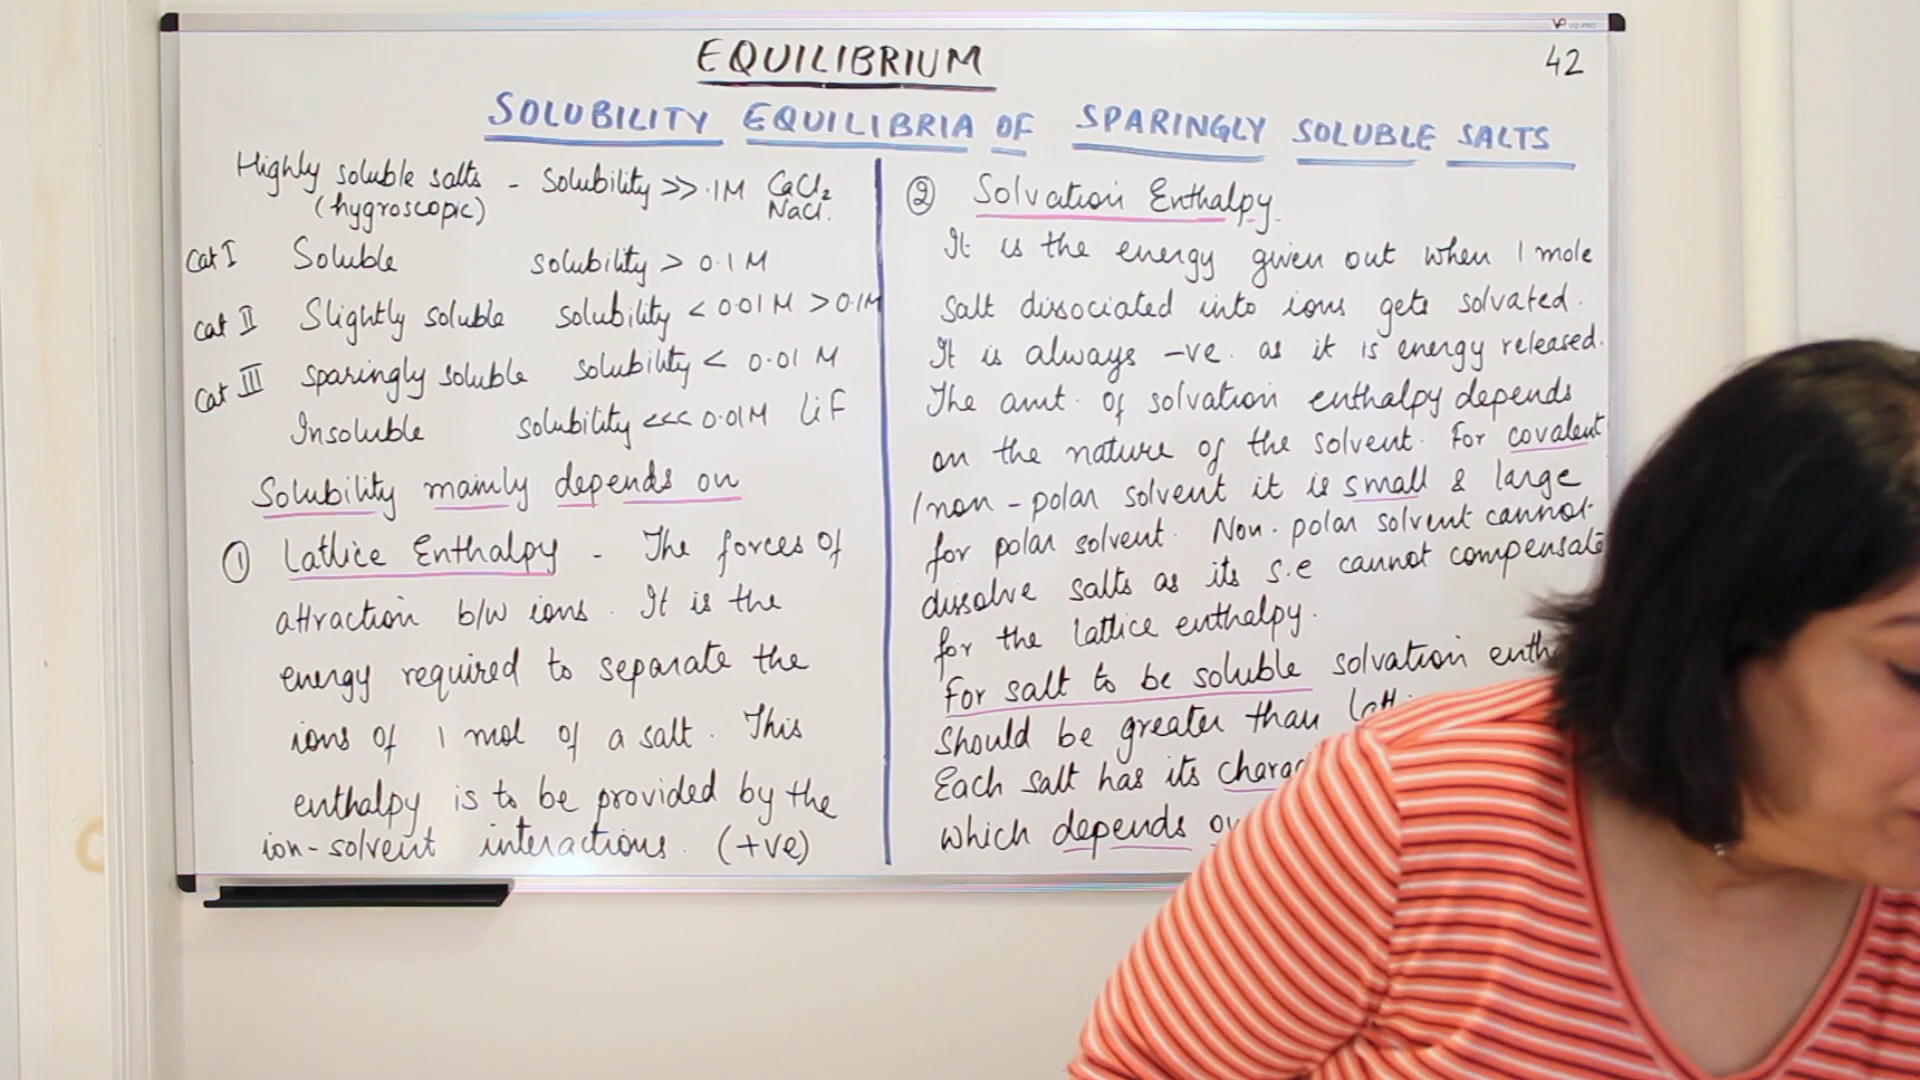 EQUILIBRIUM
42
SOLUBILITY EQUILIBRIA OF SPARINGLY SOLUBLE SALTS
Highly soluble salts - Solubility >> .1M CaCl₂
(hygroscopic) NaCl.
Cat I Soluble solubility > 0.1 M
Cat II Slightly soluble solubility < 0.01 M > 0.1M
Cat III Sparingly soluble solubility < 0.01 M
Insoluble solubility <<< 0.01M LiF
Solubility mainly depends on
① Lattice Enthalpy - The forces of
attraction b/w ions. It is the
energy required to separate the
ions of 1 mol of a salt. This
enthalpy is to be provided by the
ion-solvent interactions. (+ve)
② Solvation Enthalpy.
It is the energy given out when 1 mole
salt dissociated into ions gets solvated.
It is always -ve. as it is energy released.
The amt. of solvation enthalpy depends
on the nature of the solvent. For covalent
/non-polar solvent it is small & large
for polar solvent. Non-polar solvent cannot
dissolve salts as its s.e cannot compensate
for the lattice enthalpy.
For salt to be soluble solvation enth
should be greater than latt
Each salt has its charac
which depends
VIZ-PRO